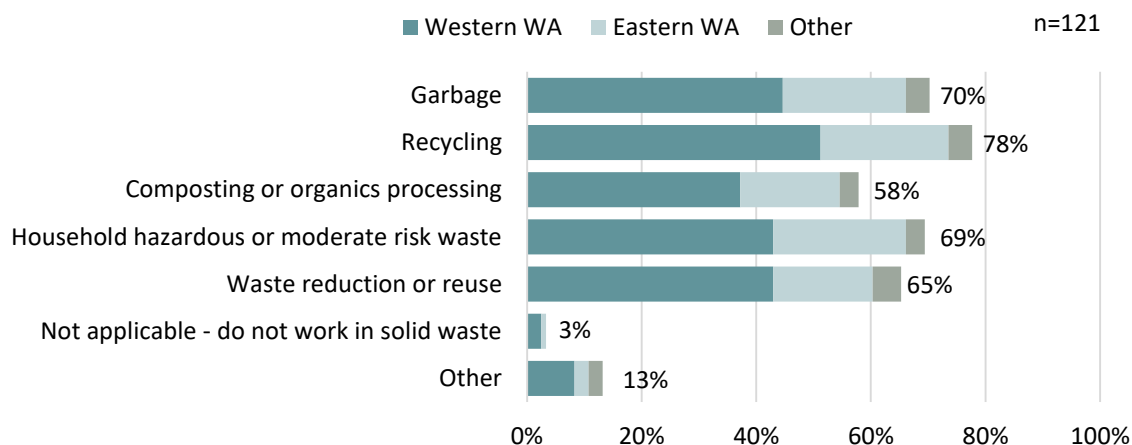 Western WA Eastern WA Other n=121
Garbage 70%
Recycling 78%
Composting or organics processing 58%
Household hazardous or moderate risk waste 69%
Waste reduction or reuse 65%
Not applicable - do not work in solid waste 3%
Other 13%
0% 20% 40% 60% 80% 100%